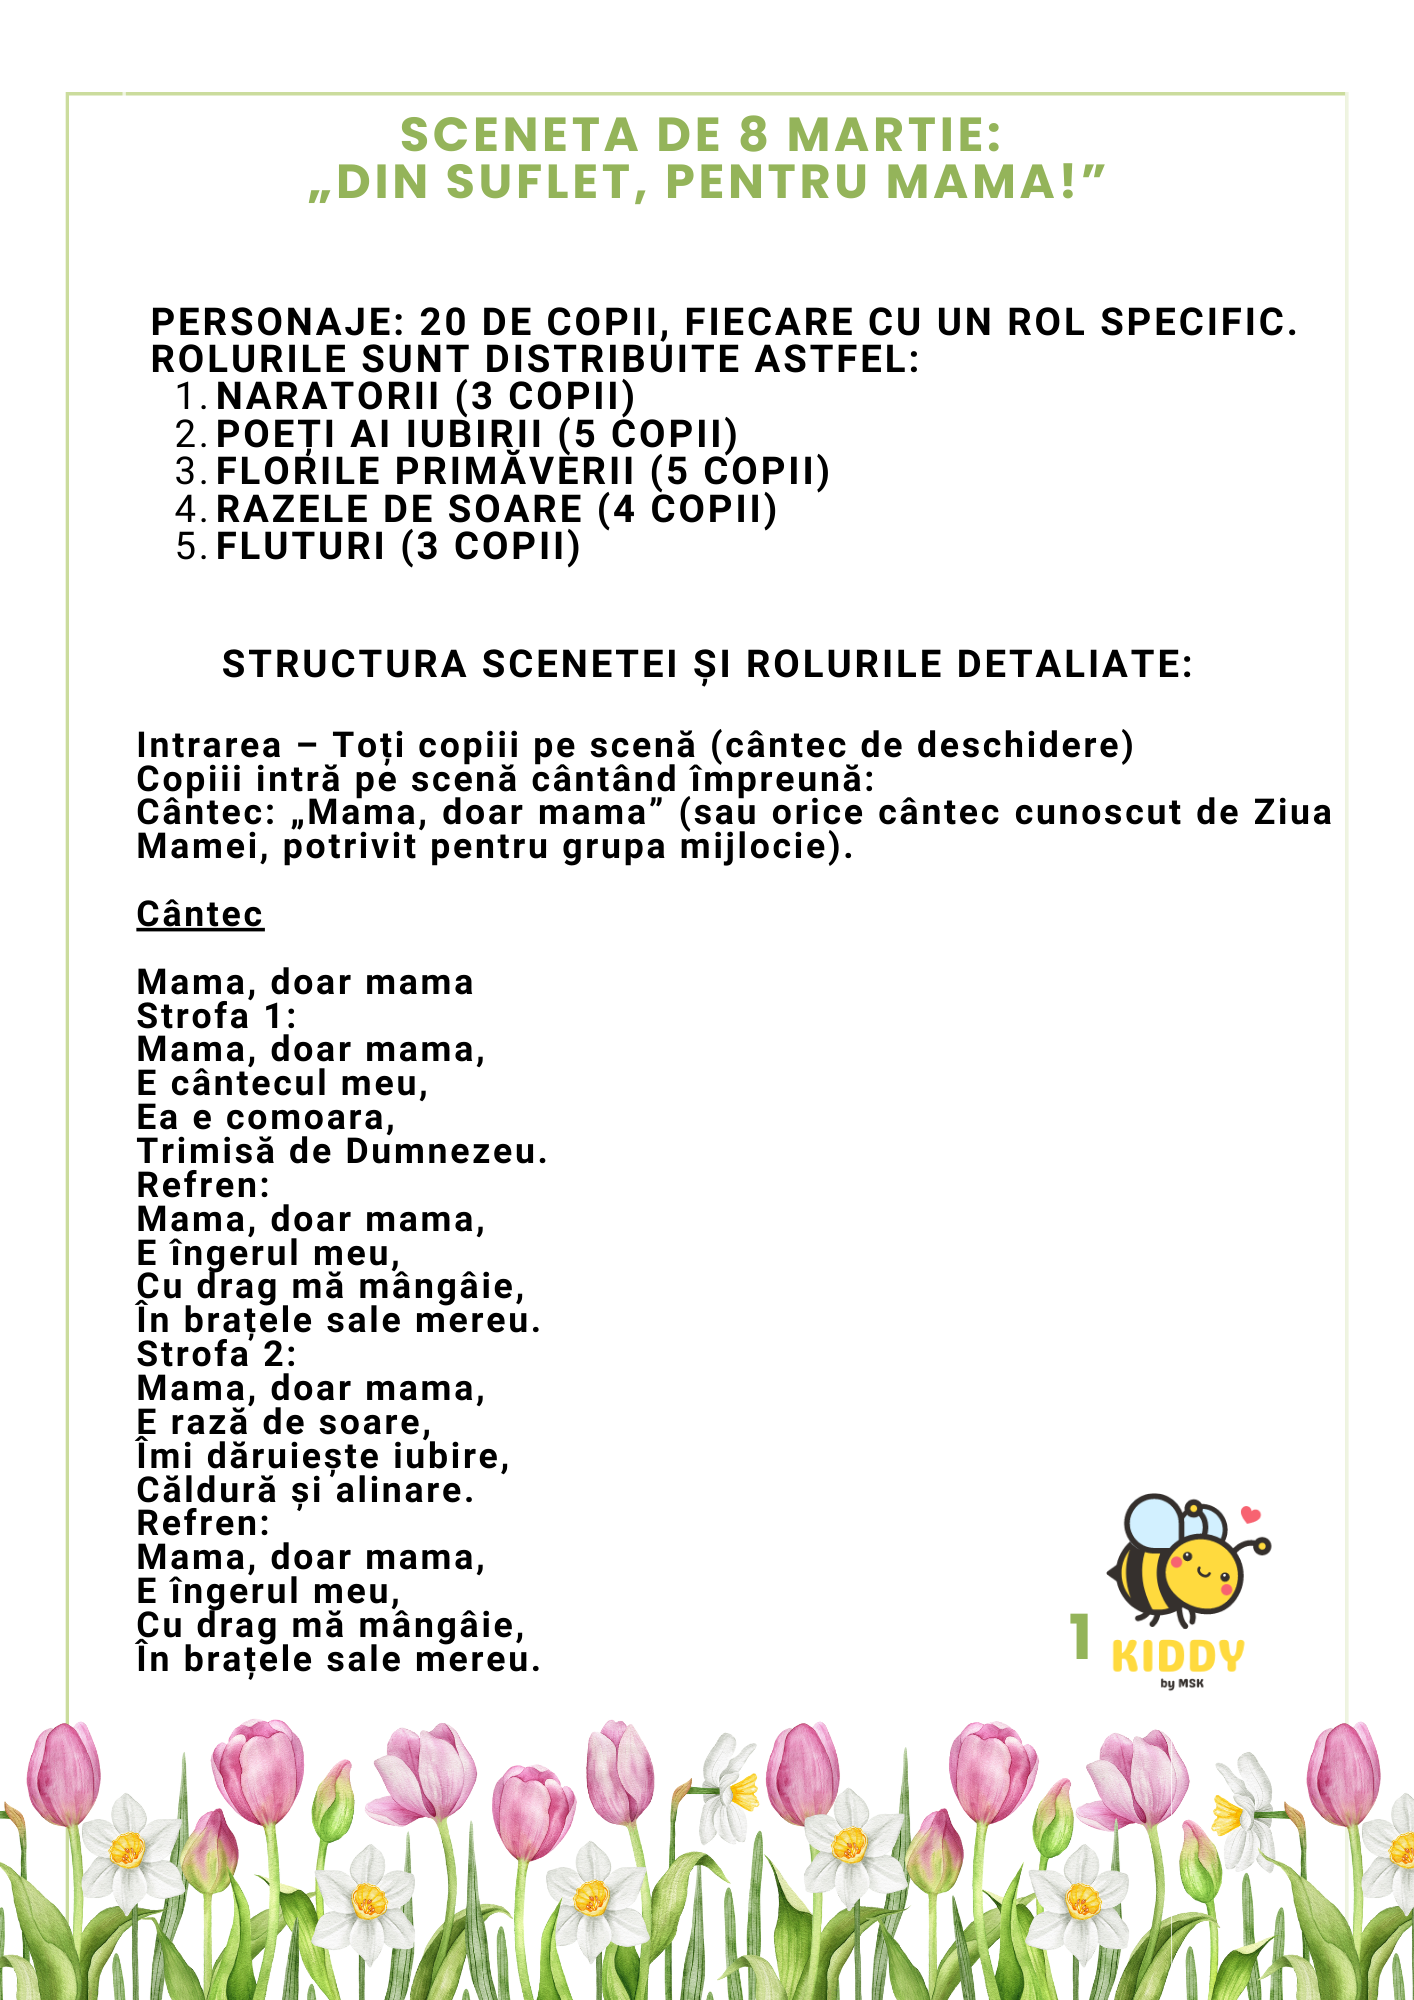 SCENETA DE 8 MARTIE:
„DIN SUFLET, PENTRU MAMA!”
PERSONAJE: 20 DE COPII, FIECARE CU UN ROL SPECIFIC.
ROLURILE SUNT DISTRIBUITE ASTFEL:
1. NARATORII (3 COPII)
2. POEȚI AI IUBIRII (5 COPII)
3. FLORILE PRIMĂVERII (5 COPII)
4. RAZELE DE SOARE (4 COPII)
5. FLUTURI (3 COPII)
STRUCTURA SCENETEI ȘI ROLURILE DETALIATE:
Intrarea – Toți copiii pe scenă (cântec de deschidere)
Copiii intră pe scenă cântând împreună:
Cântec: „Mama, doar mama” (sau orice cântec cunoscut de Ziua
Mamei, potrivit pentru grupa mijlocie).
Cântec
Mama, doar mama
Strofa 1:
Mama, doar mama,
E cântecul meu,
Ea e comoara,
Trimisă de Dumnezeu.
Refren:
Mama, doar mama,
E îngerul meu,
Cu drag mă mângâie,
În brațele sale mereu.
Strofa 2:
Mama, doar mama,
E rază de soare,
Îmi dăruiește iubire,
Căldură și alinare.
Refren:
Mama, doar mama,
E îngerul meu,
Cu drag mă mângâie,
În brațele sale mereu.
1
KIDDY
by MSK